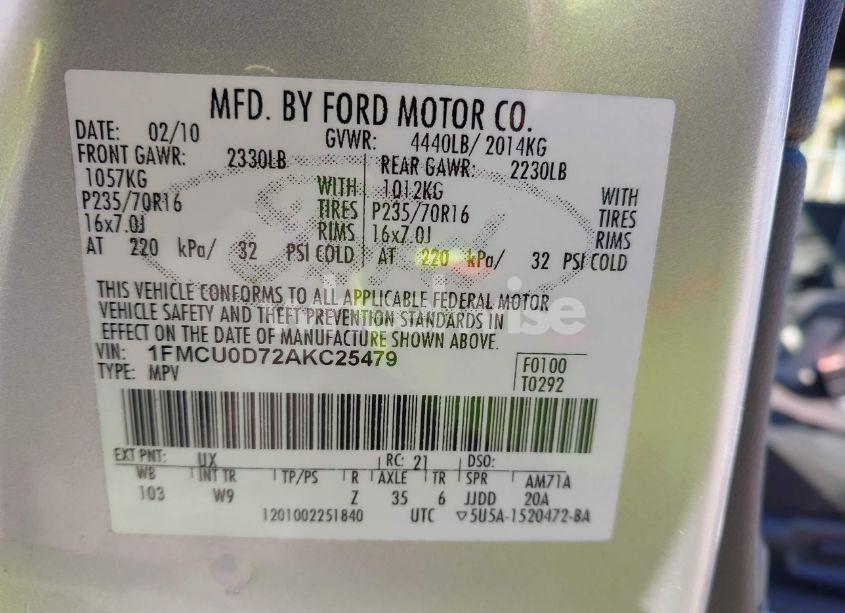 MFD. BY FORD MOTOR CO.
DATE: 02/10 GVWR: 4440LB/ 2014KG
FRONT GAWR: 2330LB REAR GAWR: 2230LB
1057KG WITH 1012KG WITH
P235/70R16 TIRES P235/70R16 TIRES
16x7.0J RIMS 16x7.0J RIMS
AT 220 kPa/ 32 PSI COLD AT 220 kPa/ 32 PSI COLD
THIS VEHICLE CONFORMS TO ALL APPLICABLE FEDERAL MOTOR
VEHICLE SAFETY AND THEFT PREVENTION STANDARDS IN
EFFECT ON THE DATE OF MANUFACTURE SHOWN ABOVE.
VIN: 1FMCU0D72AKC25479 F0100
TYPE: MPV T0292
EXT PNT: UX RC: 21 DSO:
WB INT TR TP/PS R AXLE TR SPR AM71A
103 W9 Z 35 6 JJDD 20A
1201002251840 UTC ▽5U5A-1520472-BA